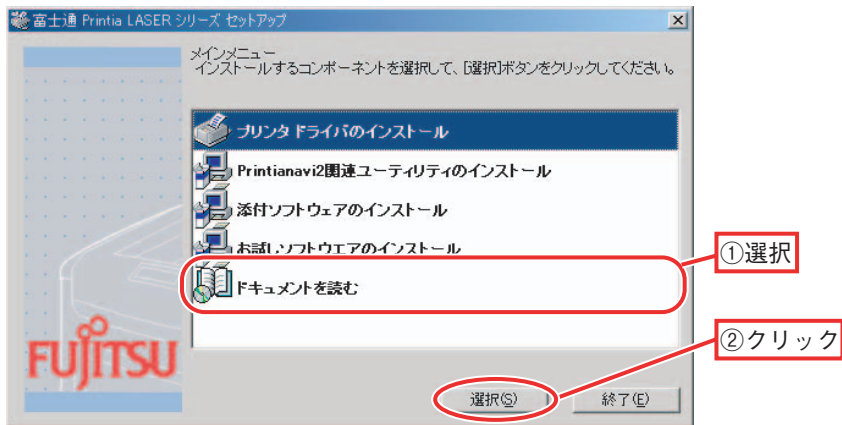 富士通 Printia LASER シリーズ セットアップ
メインメニュー
インストールするコンポーネントを選択して、[選択]ボタンをクリックしてください。
プリンタ ドライバのインストール
Printianavi2関連ユーティリティのインストール
添付ソフトウェアのインストール
お試しソフトウエアのインストール
ドキュメントを読む
①選択
②クリック
FUJITSU
選択(S)
終了(E)